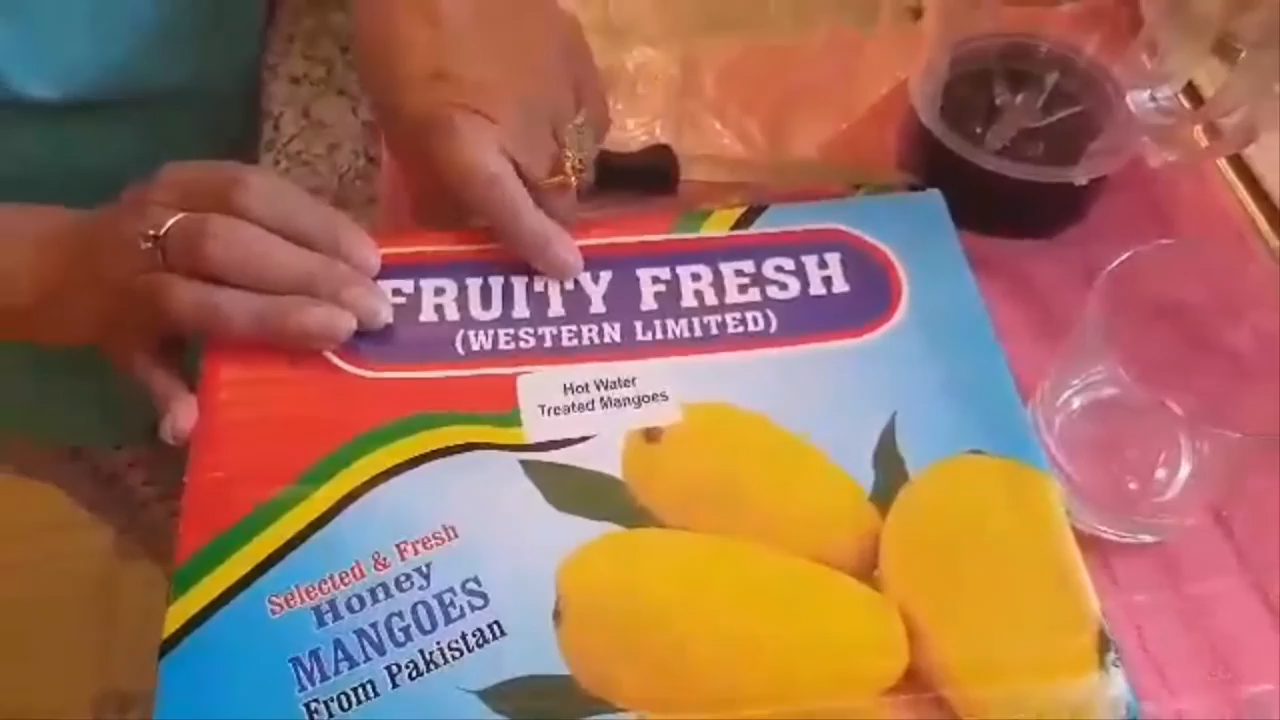 FRUITY FRESH
(WESTERN LIMITED)
Hot Water
Treated Mangoes
Selected & Fresh
Honey
MANGOES
From Pakistan